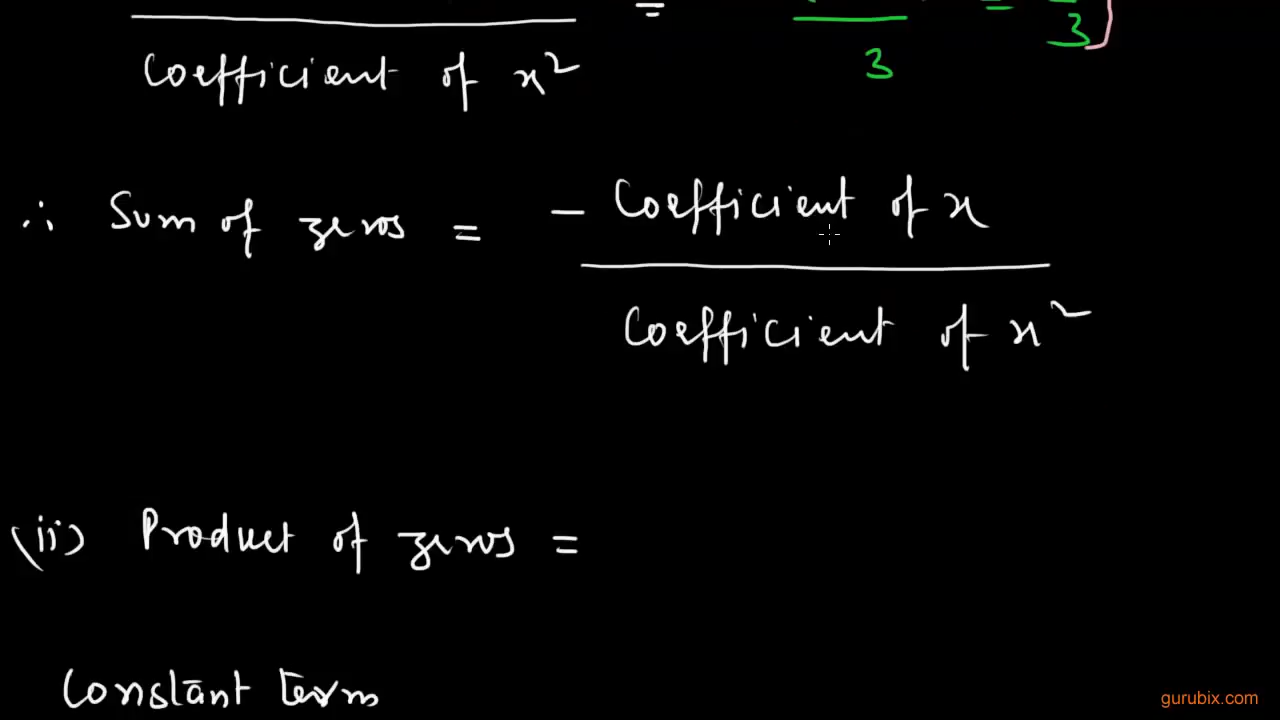 = =
3 3
Coefficient of x²
∴ Sum of zeros = − Coefficient of x
Coefficient of x²
(ii) Product of zeros =
Constant term
gurubix.com